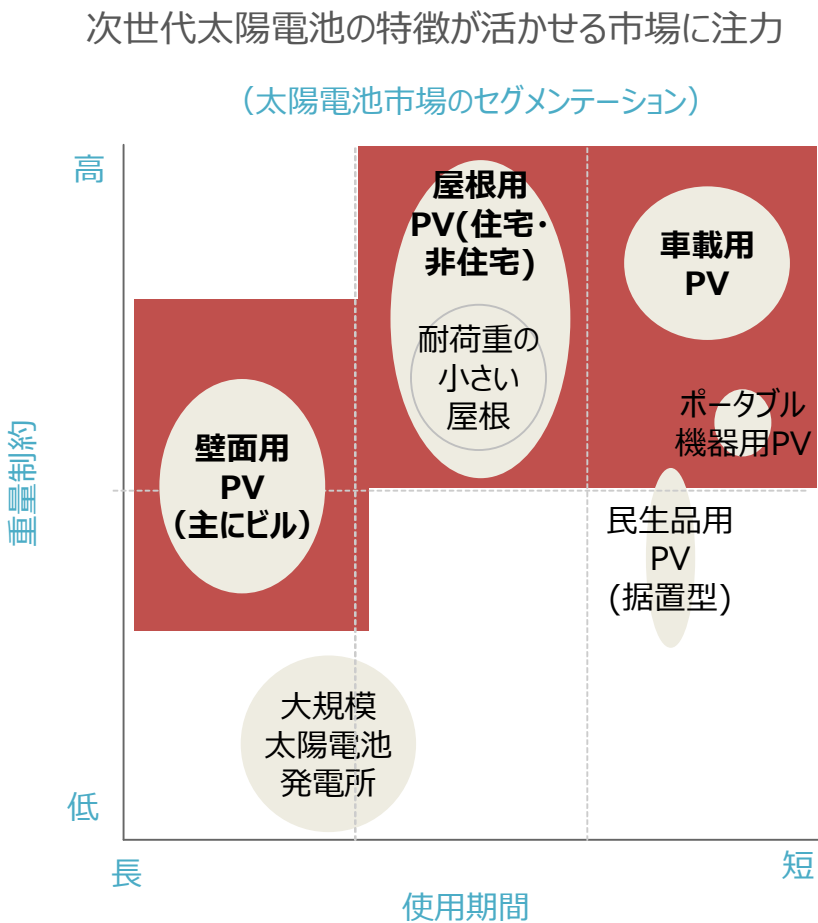 次世代太陽電池の特徴が活かせる市場に注力
（太陽電池市場のセグメンテーション）
高
屋根用
PV(住宅・
非住宅)
車載用
PV
耐荷重の
小さい
屋根
ポータブル
機器用PV
壁面用
PV
（主にビル）
重量制約
民生品用
PV
(据置型)
大規模
太陽電池
発電所
低
長
短
使用期間